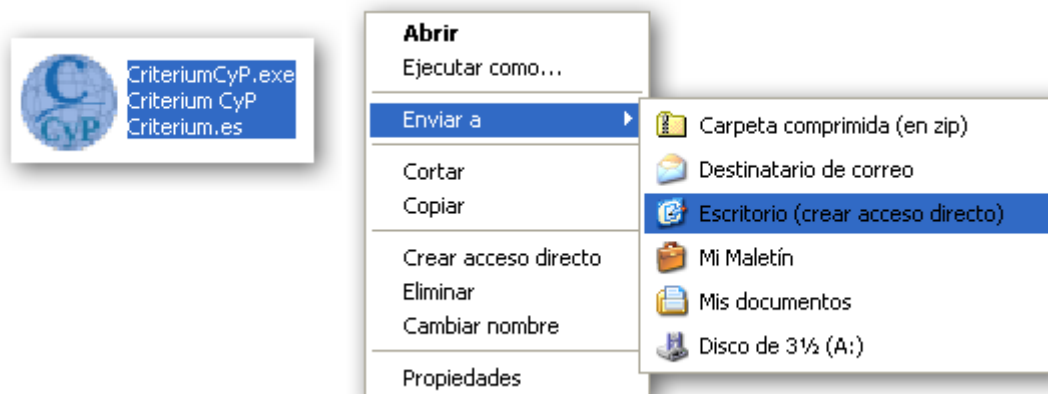 C
CyP
CriteriumCyP.exe
Criterium CyP
Criterium.es
Abrir
Ejecutar como...
Enviar a
Cortar
Copiar
Crear acceso directo
Eliminar
Cambiar nombre
Propiedades
Carpeta comprimida (en zip)
Destinatario de correo
Escritorio (crear acceso directo)
Mi Maletín
Mis documentos
Disco de 3½ (A:)